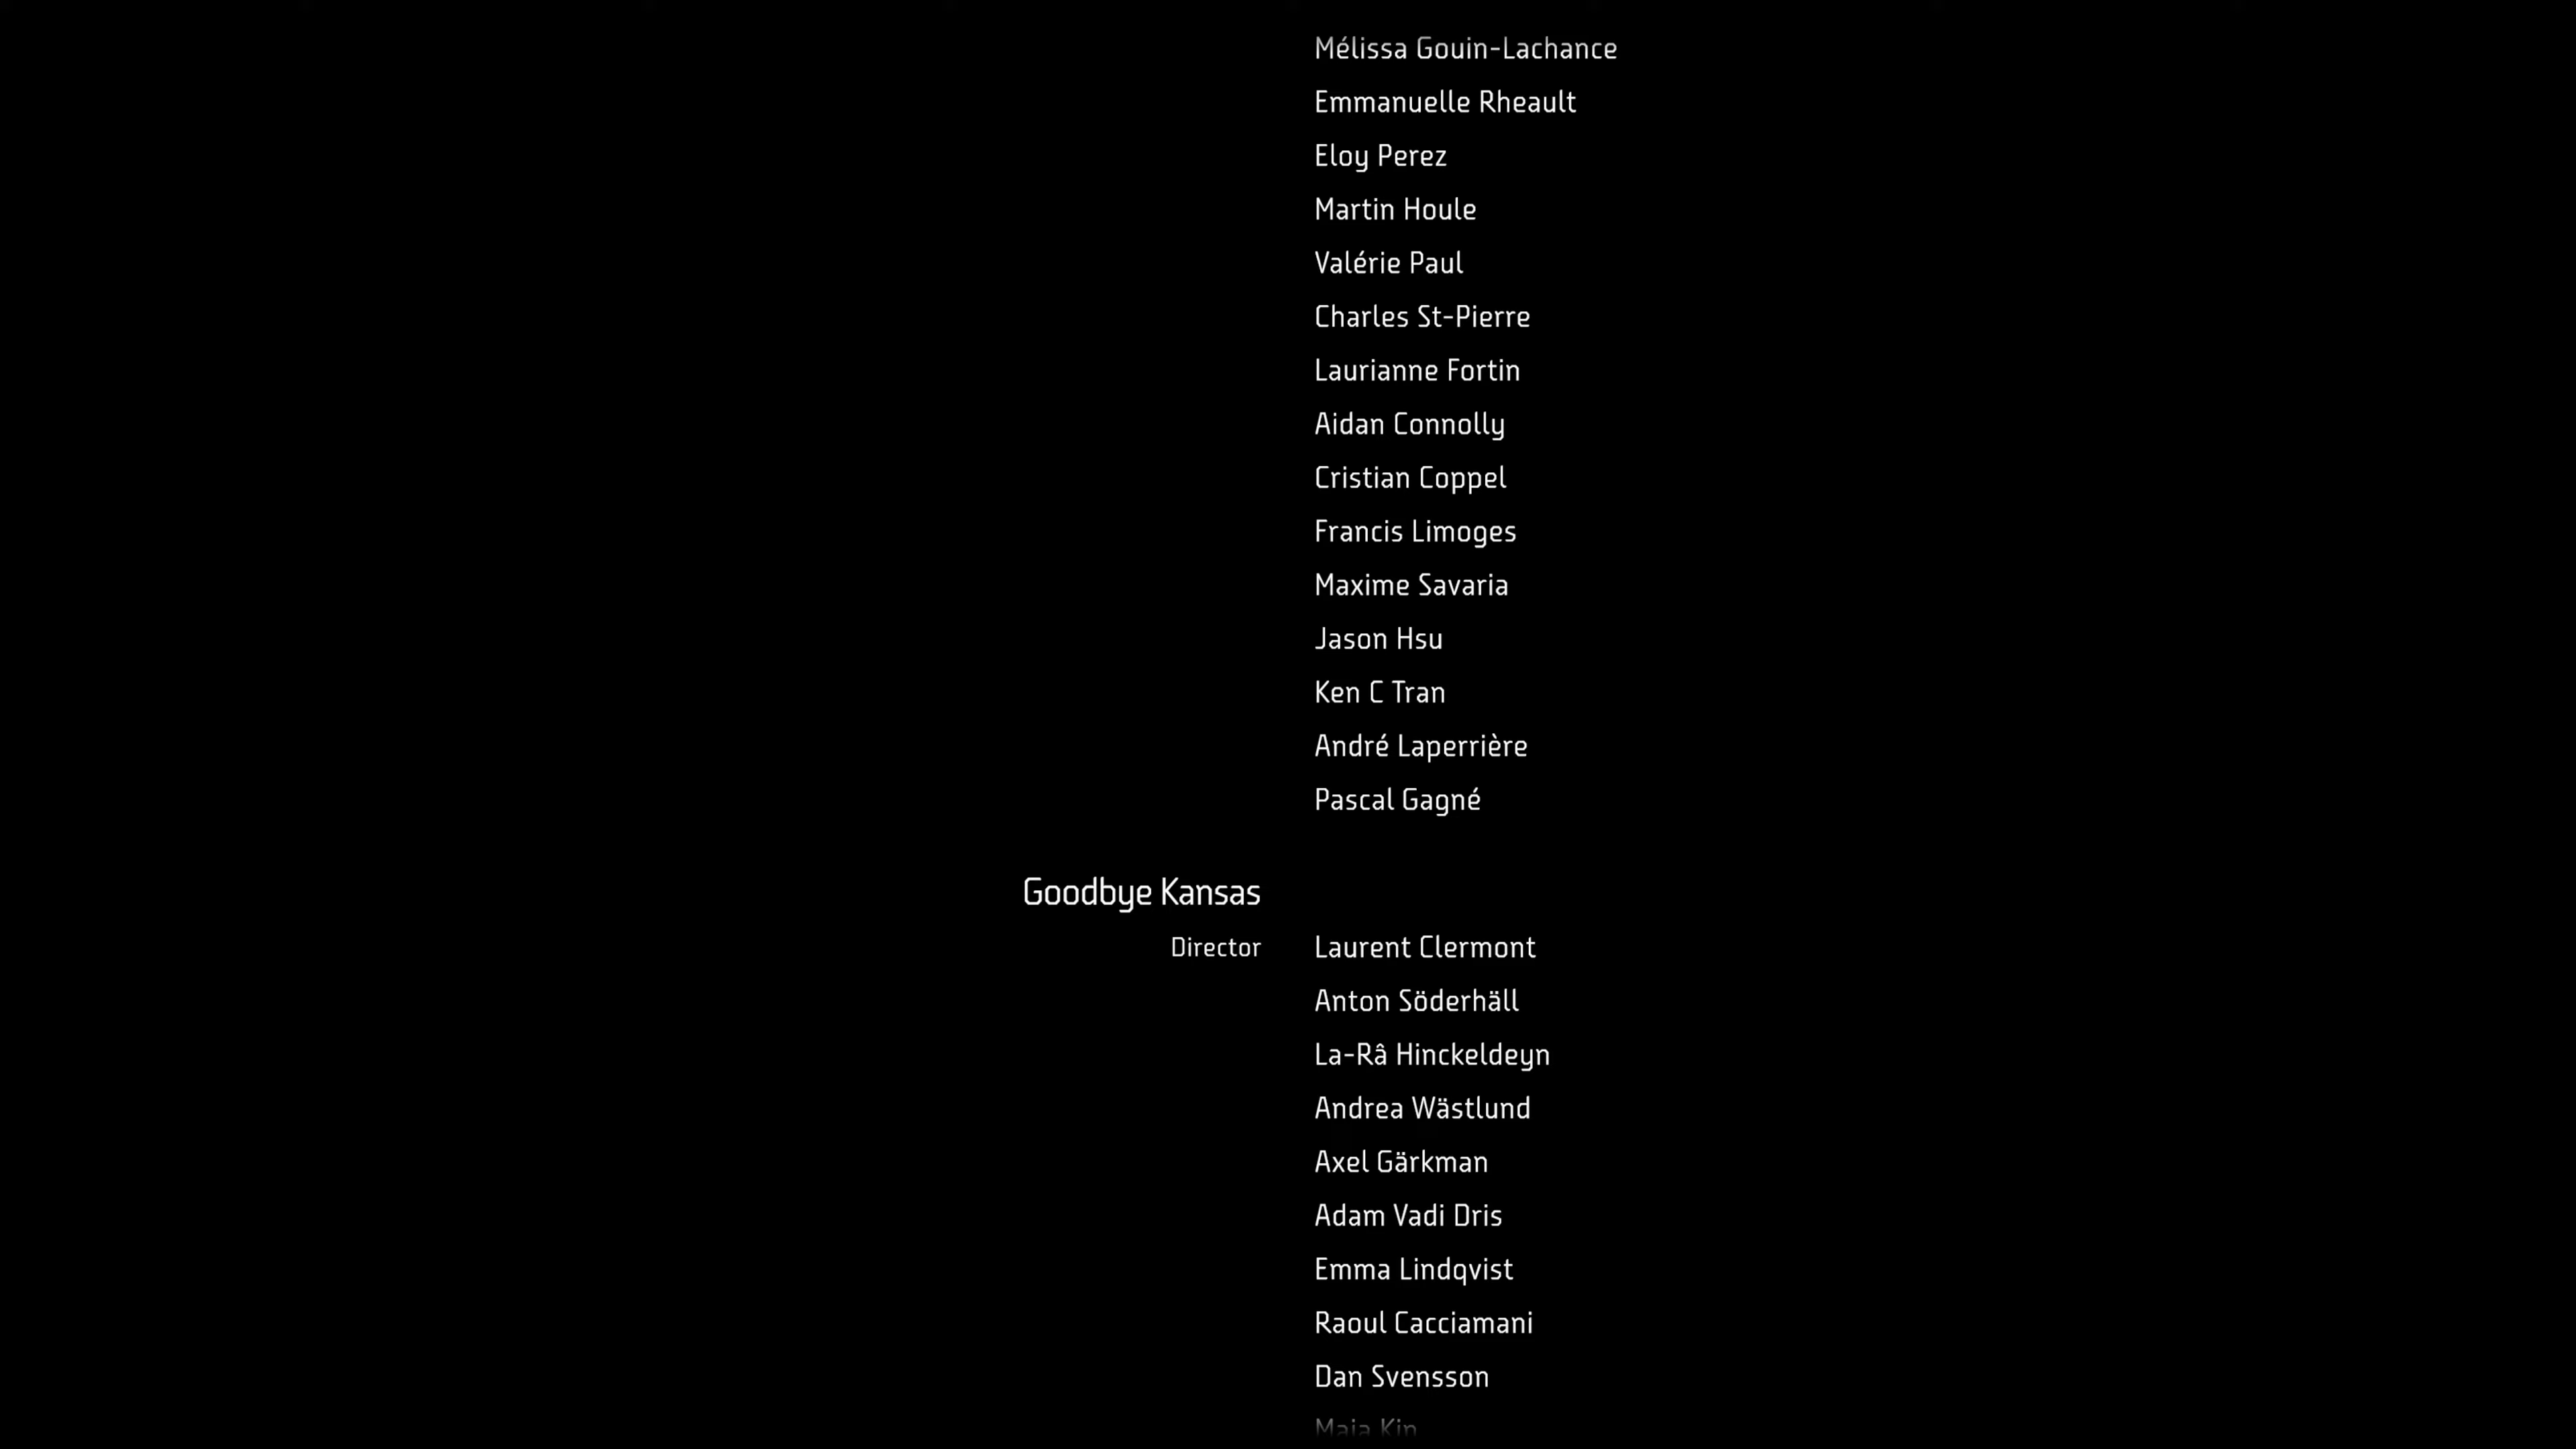 Mélissa Gouin-Lachance
Emmanuelle Rheault
Eloy Perez
Martin Houle
Valérie Paul
Charles St-Pierre
Laurianne Fortin
Aidan Connolly
Cristian Coppel
Francis Limoges
Maxime Savaria
Jason Hsu
Ken C Tran
André Laperrière
Pascal Gagné
Goodbye Kansas
Director Laurent Clermont
Anton Söderhäll
La-Râ Hinckeldeyn
Andrea Wästlund
Axel Gärkman
Adam Vadi Dris
Emma Lindqvist
Raoul Cacciamani
Dan Svensson
Kin